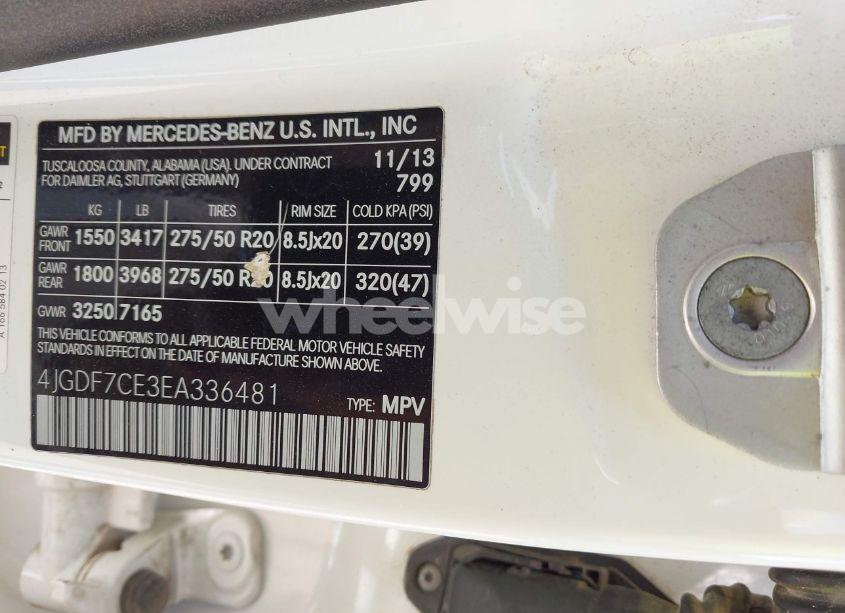 MFD BY MERCEDES-BENZ U.S. INTL., INC
TUSCALOOSA COUNTY, ALABAMA (USA). UNDER CONTRACT 11/13
FOR DAIMLER AG, STUTTGART (GERMANY) 799
KG LB TIRES RIM SIZE COLD KPA (PSI)
GAWR FRONT 1550 3417 275/50 R20 8.5Jx20 270(39)
GAWR REAR 1800 3968 275/50 R20 8.5Jx20 320(47)
GVWR 3250 7165
wheelwise
THIS VEHICLE CONFORMS TO ALL APPLICABLE FEDERAL MOTOR VEHICLE SAFETY
STANDARDS IN EFFECT ON THE DATE OF MANUFACTURE SHOWN ABOVE.
4JGDF7CE3EA336481
TYPE: MPV
A 166 584 02 13